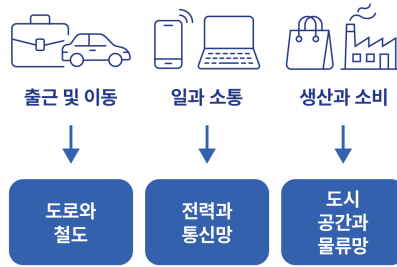 출근 및 이동
일과 소통
생산과 소비
도로와
철도
전력과
통신망
도시
공간과
물류망